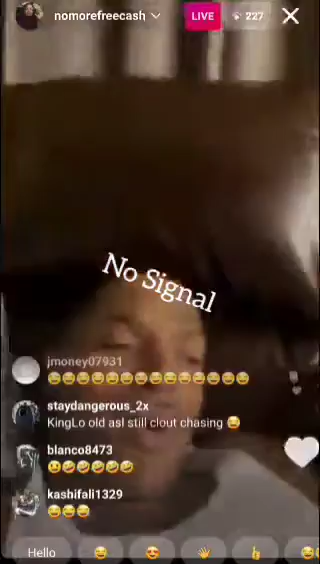 nomorefreecash
LIVE
227
No Signal
jmoney07931
staydangerous_2x
KingLo old asl still clout chasing 😂
blanco8473
kashifali1329
Hello